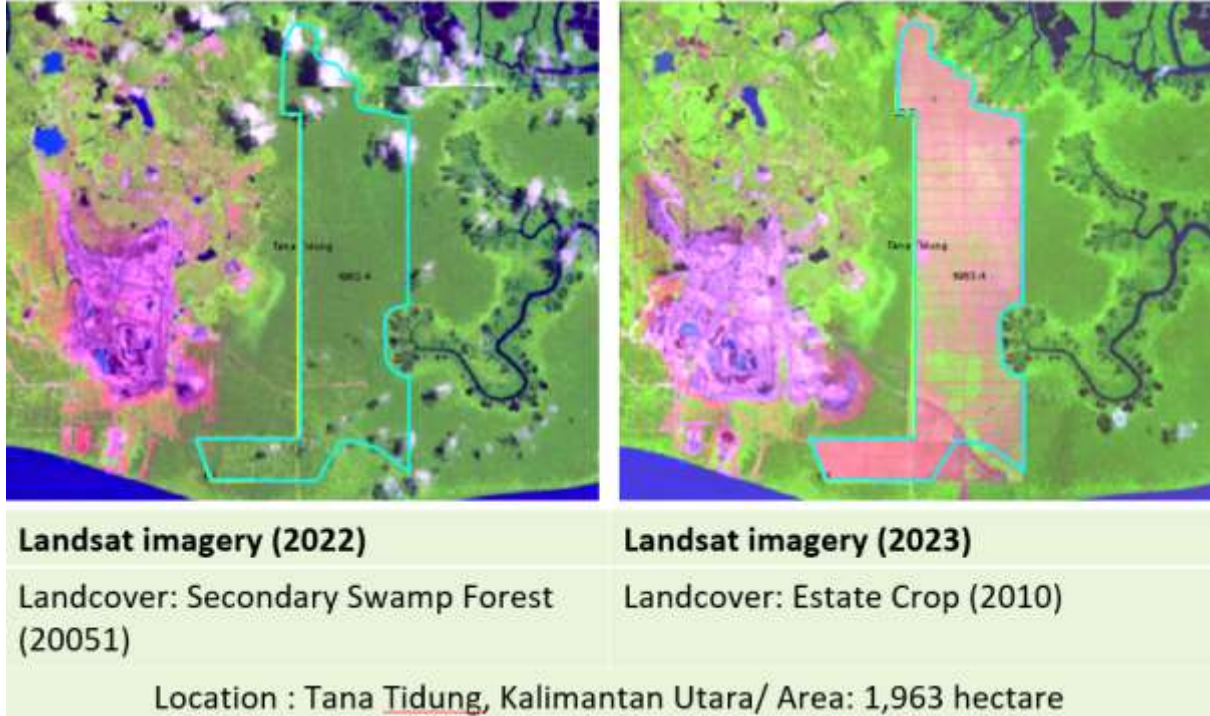 Tana Tidung
Tana Tidung
Landsat imagery (2022)
Landsat imagery (2023)
Landcover: Secondary Swamp Forest
(20051)
Landcover: Estate Crop (2010)
Location : Tana Tidung, Kalimantan Utara/ Area: 1,963 hectare